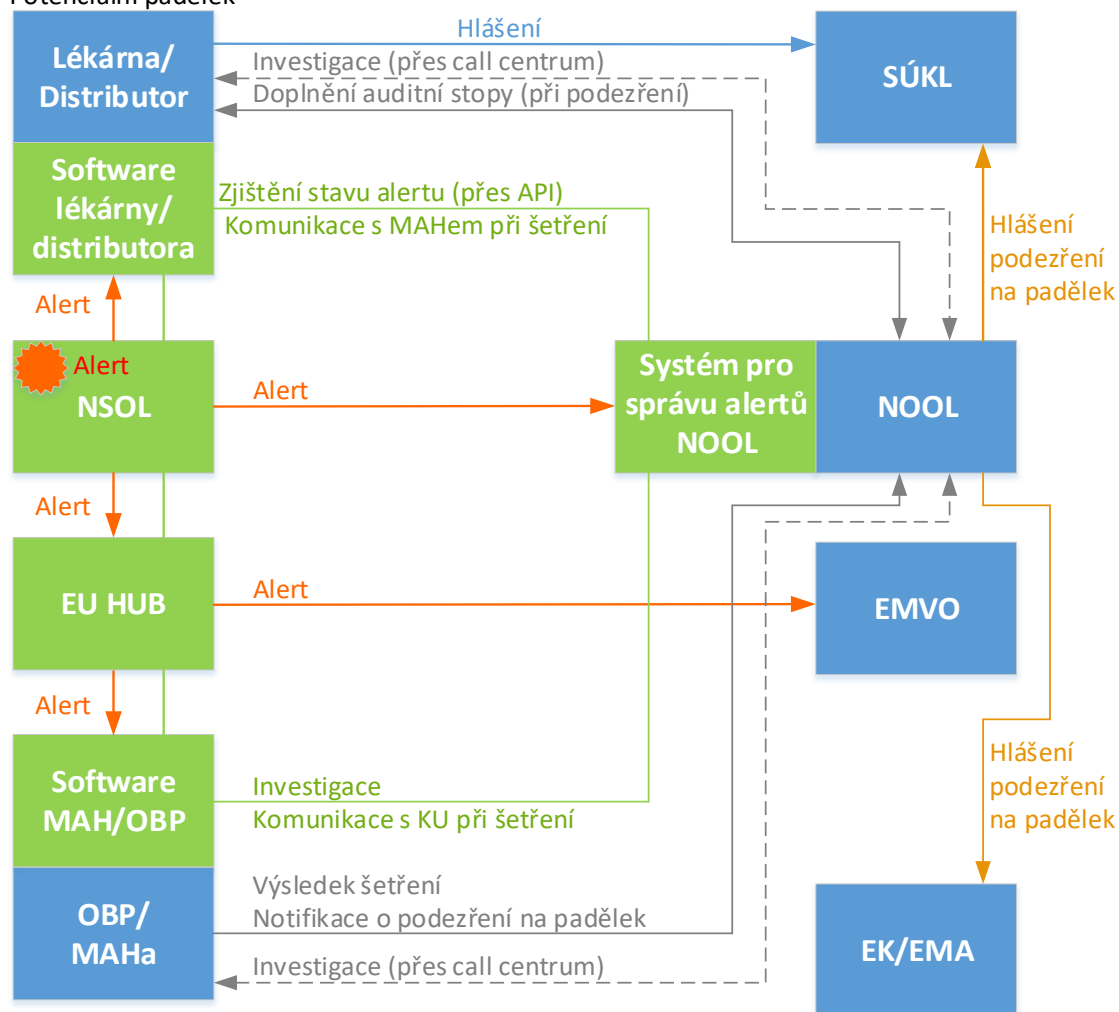 Potenciální padělek
Lékárna/
Distributor
Hlášení
Investigace (přes call centrum)
Doplnění auditní stopy (při podezření)
SÚKL
Software
lékárny/
distributora
Zjištění stavu alertu (přes API)
Komunikace s MAHem při šetření
Hlášení
podezření
na padělek
Alert
Alert
NSOL
Alert
Systém pro
správu alertů
NOOL
NOOL
Alert
EU HUB
Alert
EMVO
Alert
Software
MAH/OBP
Investigace
Komunikace s KU při šetření
Hlášení
podezření
na padělek
OBP/
MAHa
Výsledek šetření
Notifikace o podezření na padělek
Investigace (přes call centrum)
EK/EMA